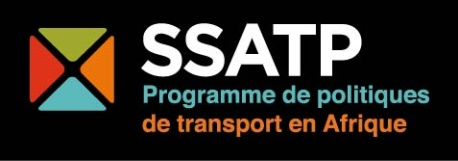 SSATP
Programme de politiques
de transport en Afrique